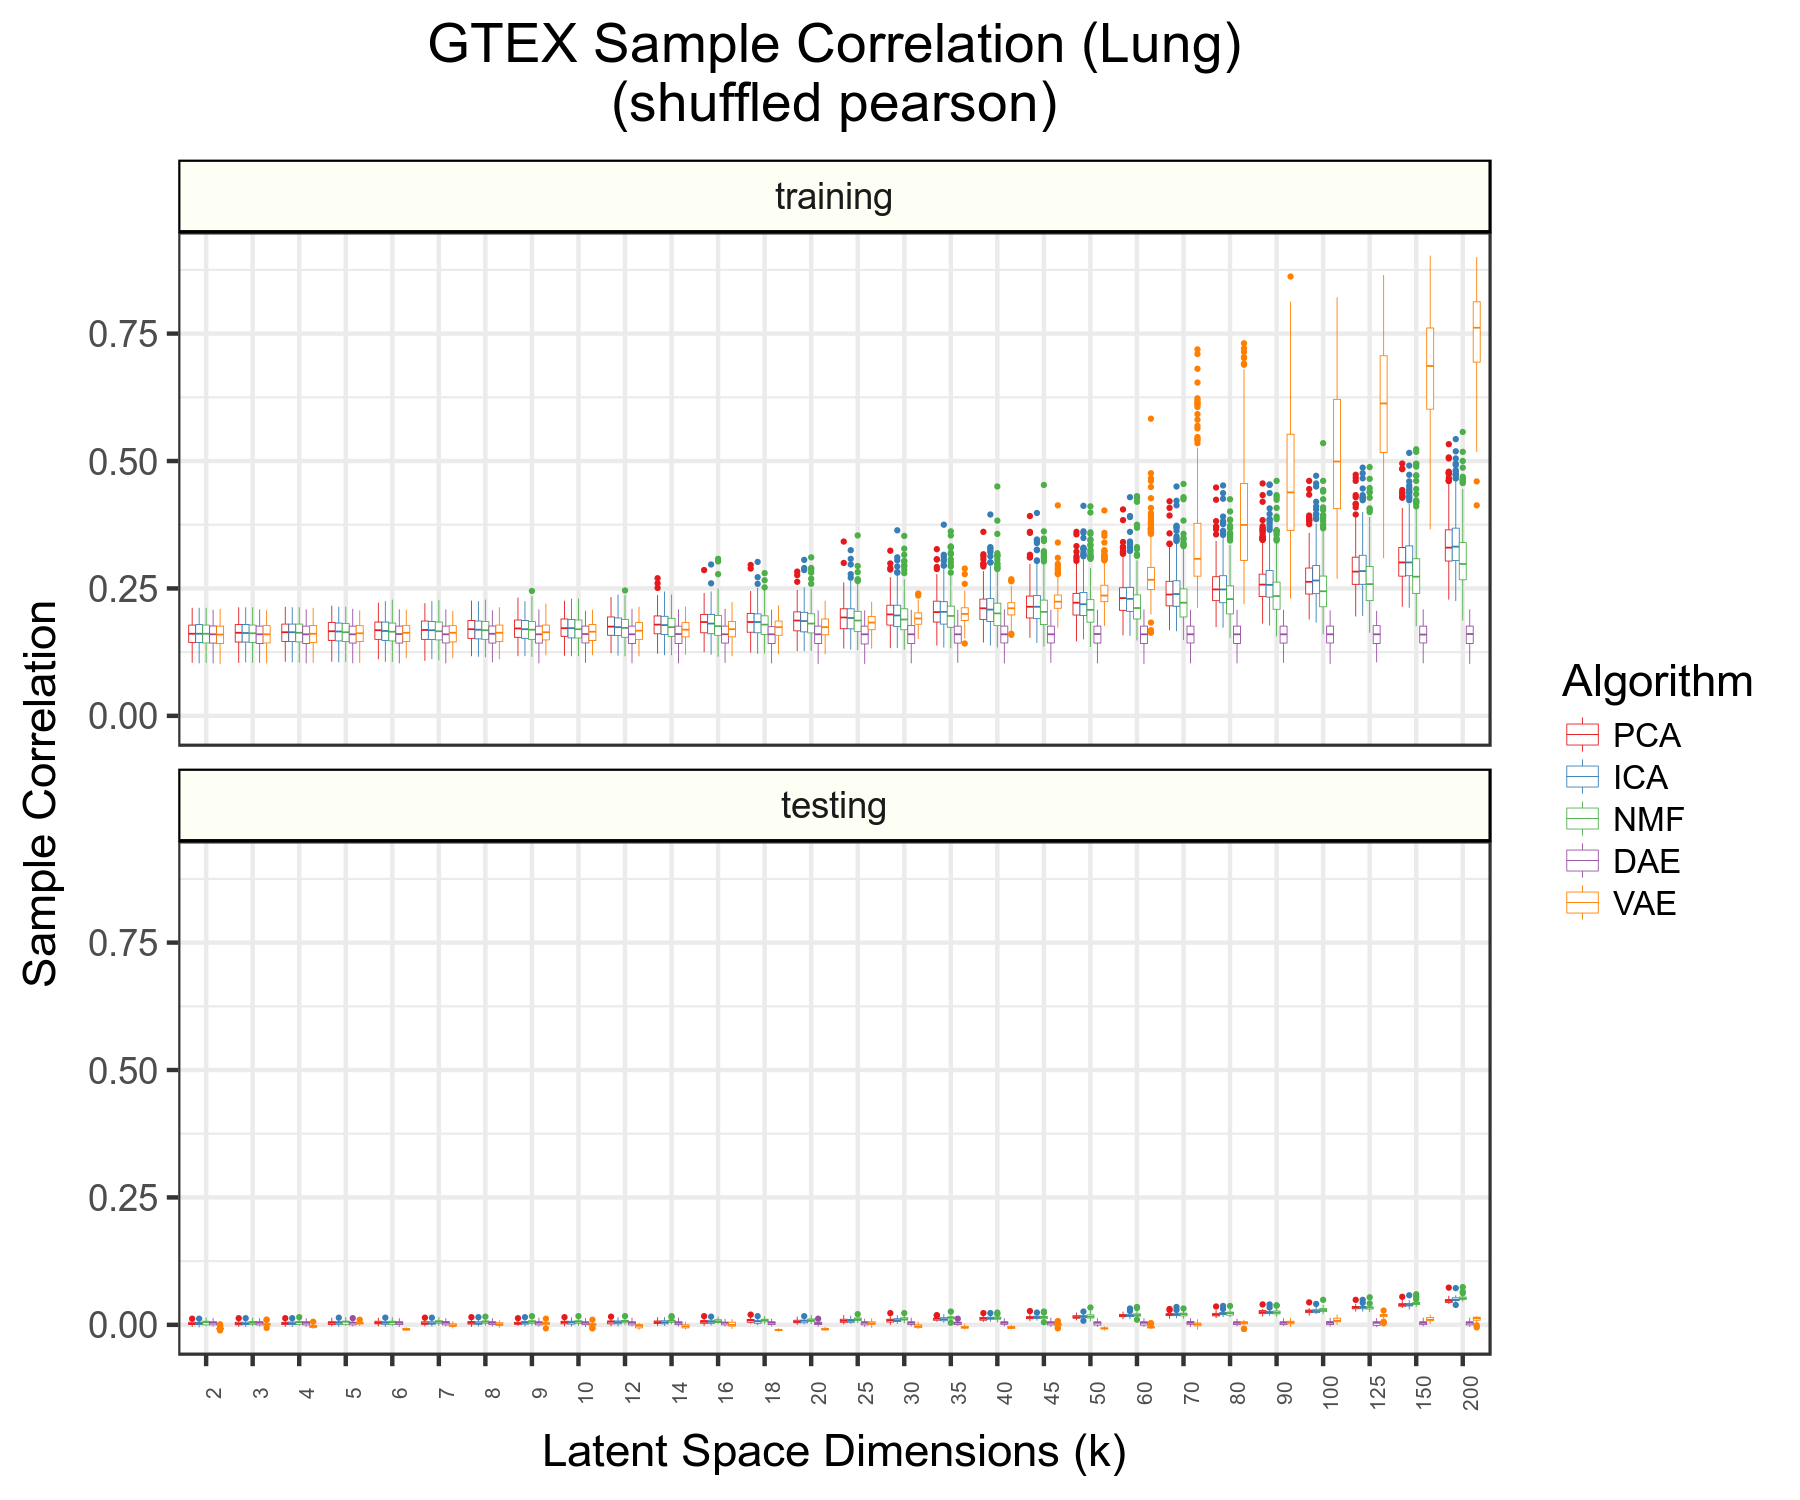 GTEX Sample Correlation (Lung)
(shuffled pearson)
training
0.75
0.50
0.25
0.00
testing
0.75
0.50
0.25
0.00
Sample Correlation
2 3 4 5 6 7 8 9 10 12 14 16 18 20 25 30 35 40 45 50 60 70 80 90 100 125 150 200
Latent Space Dimensions (k)
Algorithm
PCA
ICA
NMF
DAE
VAE